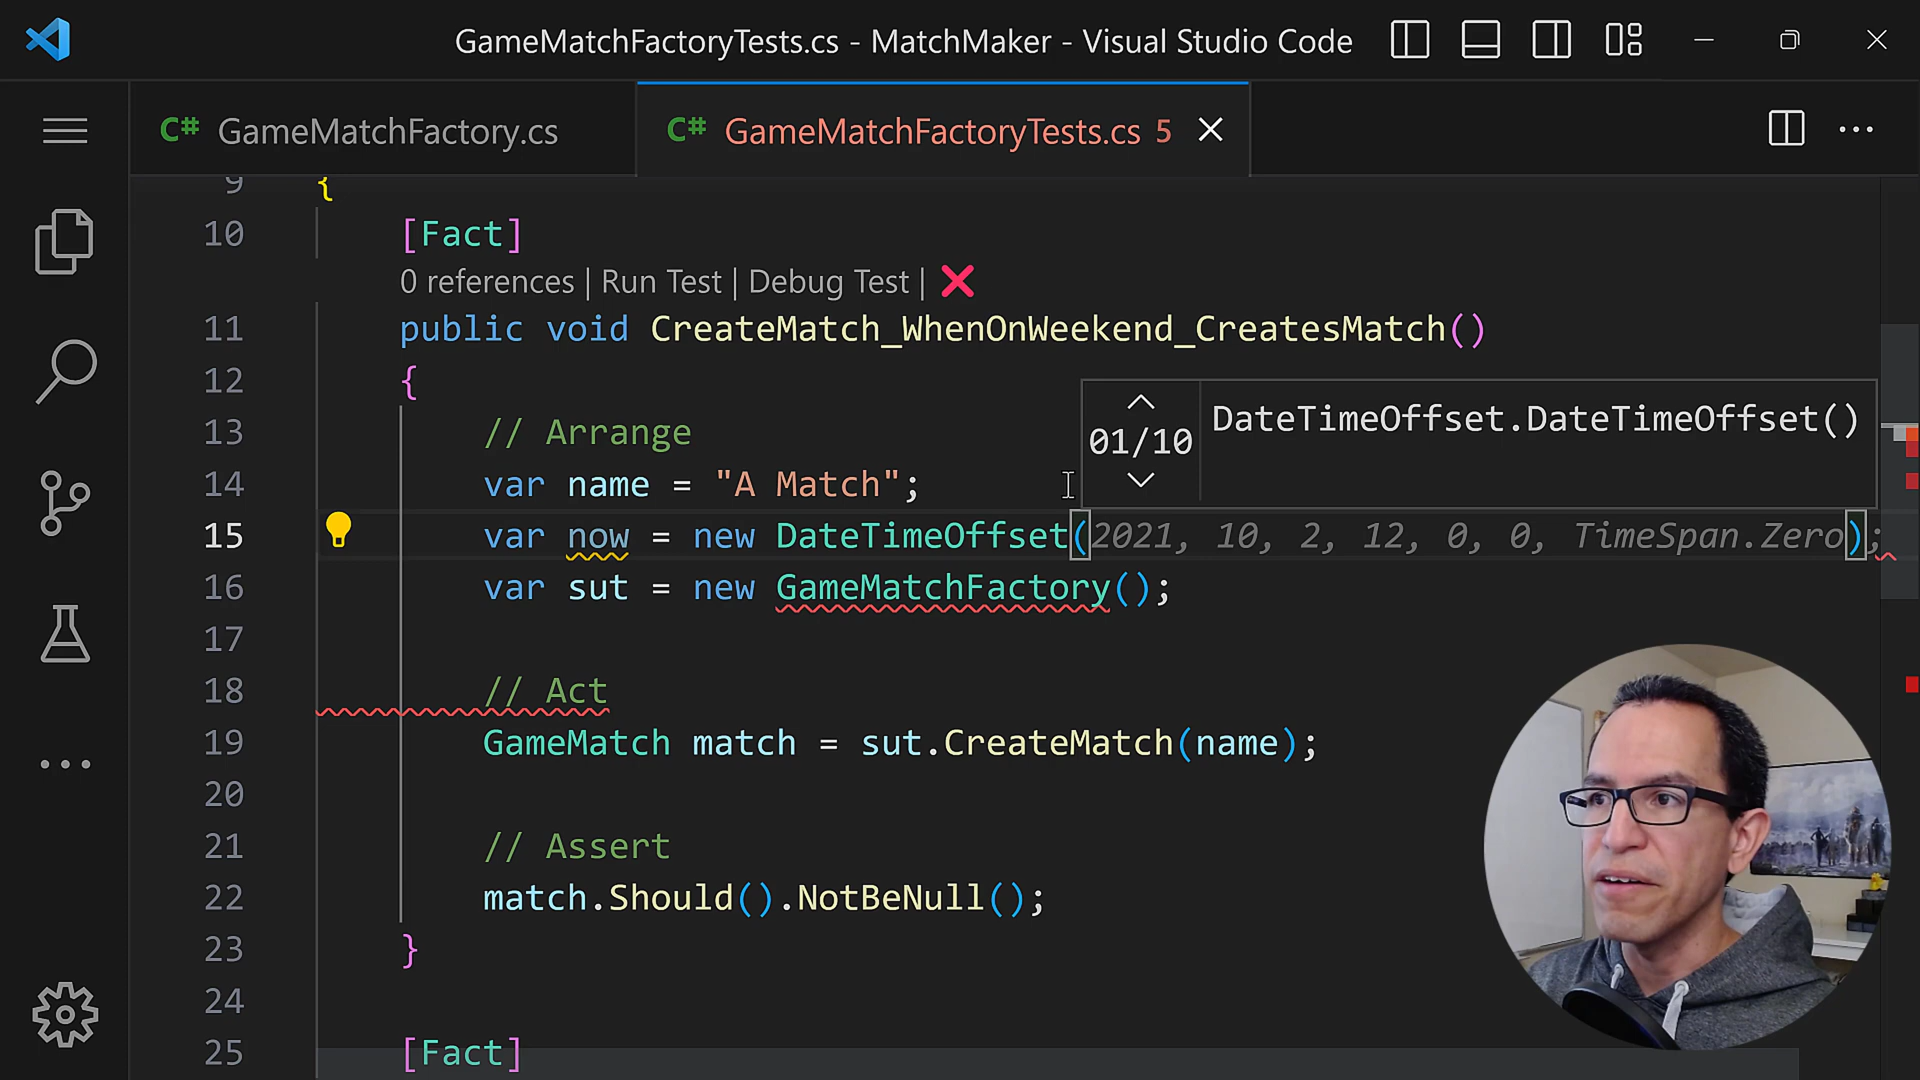 GameMatchFactoryTests.cs - MatchMaker - Visual Studio Code
C# GameMatchFactory.cs
C# GameMatchFactoryTests.cs 5
9 {
10 [Fact]
0 references | Run Test | Debug Test |
11 public void CreateMatch_WhenOnWeekend_CreatesMatch()
12 {
13 // Arrange
01/10
DateTimeOffset.DateTimeOffset()
14 var name = "A Match";
15 var now = new DateTimeOffset(2021, 10, 2, 12, 0, 0, TimeSpan.Zero);
16 var sut = new GameMatchFactory();
17
18 // Act
19 GameMatch match = sut.CreateMatch(name);
20
21 // Assert
22 match.Should().NotBeNull();
23 }
24
25 [Fact]